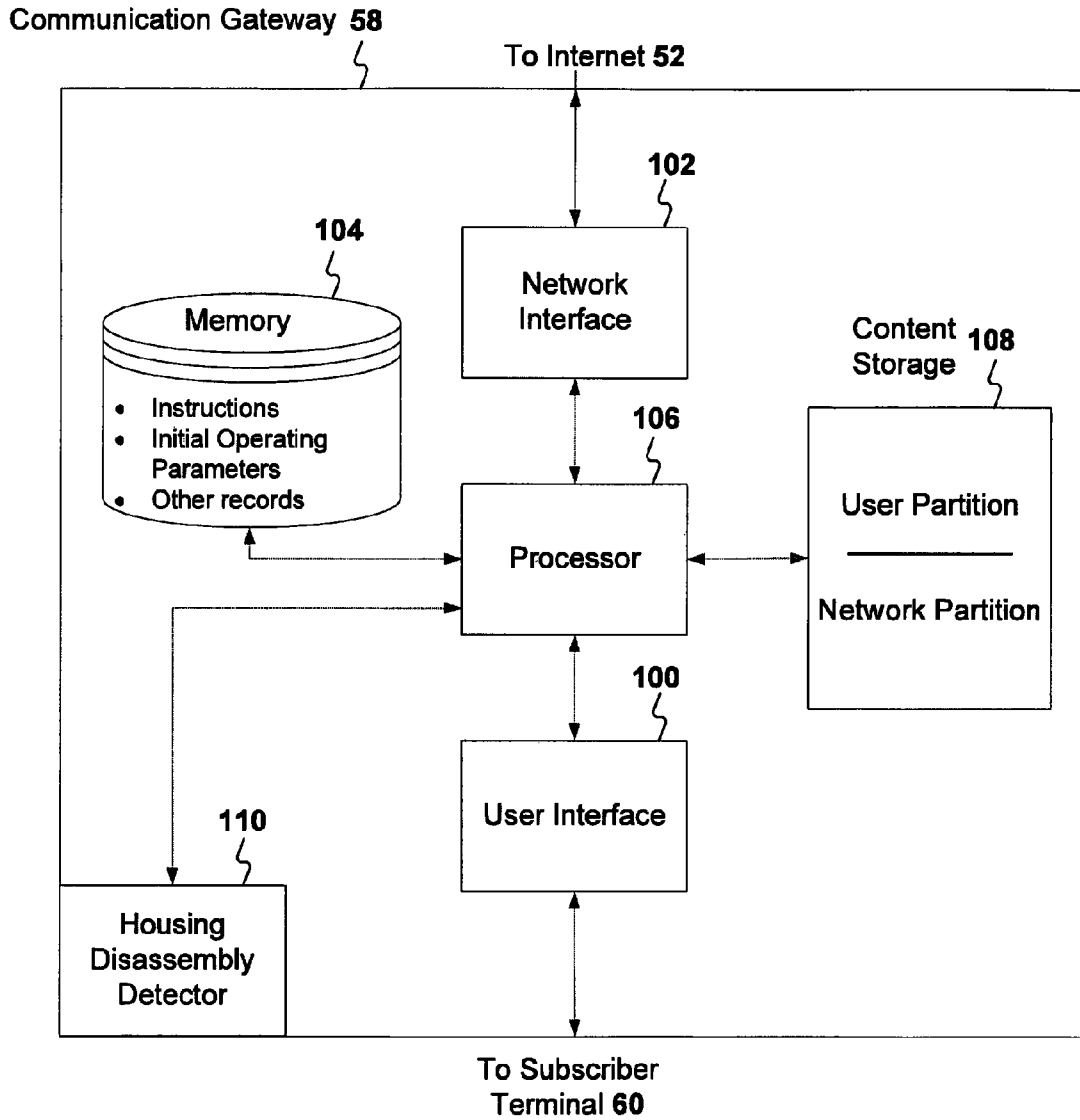 Communication Gateway 58
To Internet 52
102
Network
Interface
104
Memory
• Instructions
• Initial Operating
Parameters
• Other records
Content
Storage 108
User Partition
Network Partition
106
Processor
100
User Interface
110
Housing
Disassembly
Detector
To Subscriber
Terminal 60